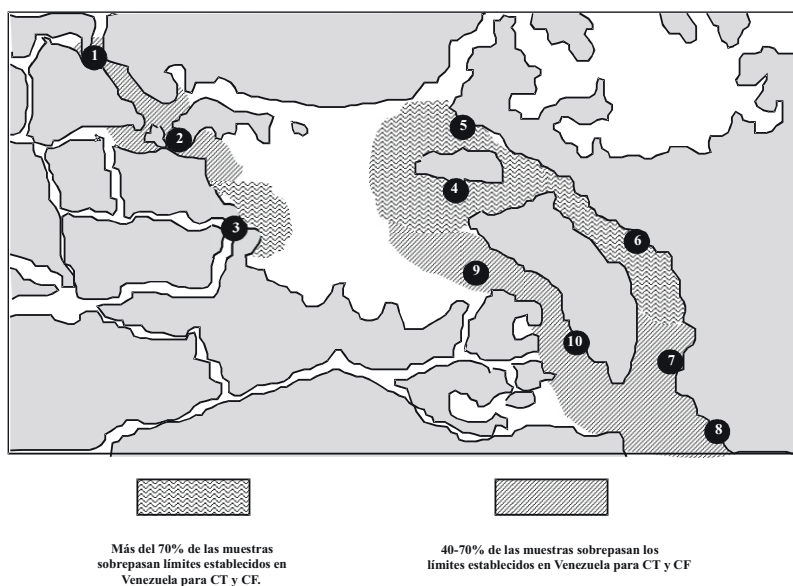 1
2
3
5
4
6
9
10
7
8
Más del 70% de las muestras
sobrepasan límites establecidos en
Venezuela para CT y CF.
40-70% de las muestras sobrepasan los
límites establecidos en Venezuela para CT y CF